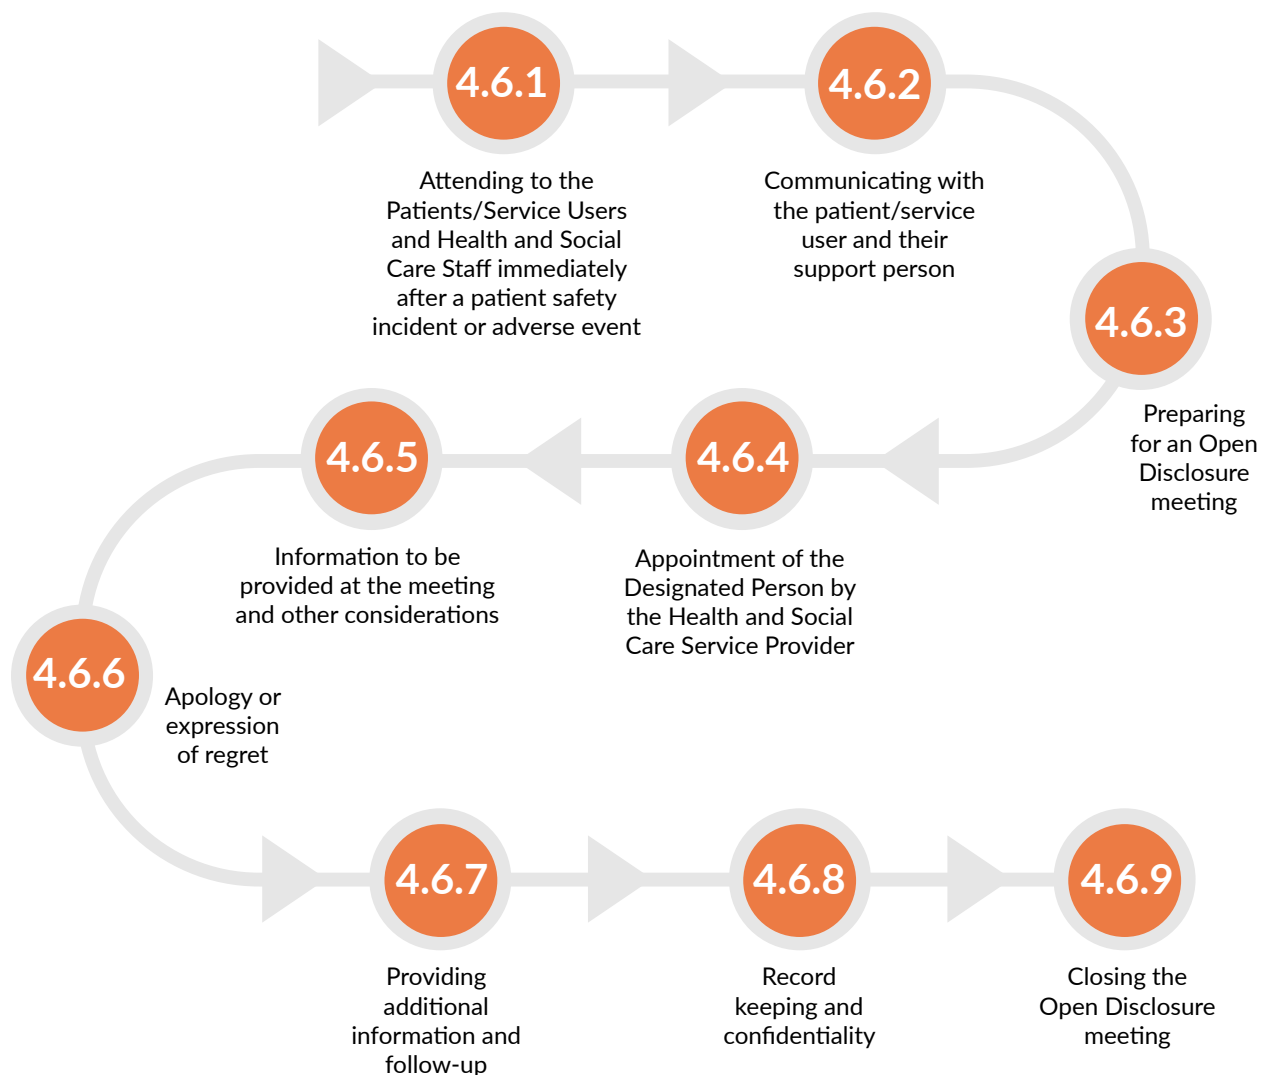 4.6.1
Attending to the
Patients/Service Users
and Health and Social
Care Staff immediately
after a patient safety
incident or adverse event
4.6.2
Communicating with
the patient/service
user and their
support person
4.6.3
Preparing
for an Open
Disclosure
meeting
4.6.4
Appointment of the
Designated Person by
the Health and Social
Care Service Provider
4.6.5
Information to be
provided at the meeting
and other considerations
4.6.6
Apology or
expression
of regret
4.6.7
Providing
additional
information and
follow-up
4.6.8
Record
keeping and
confidentiality
4.6.9
Closing the
Open Disclosure
meeting